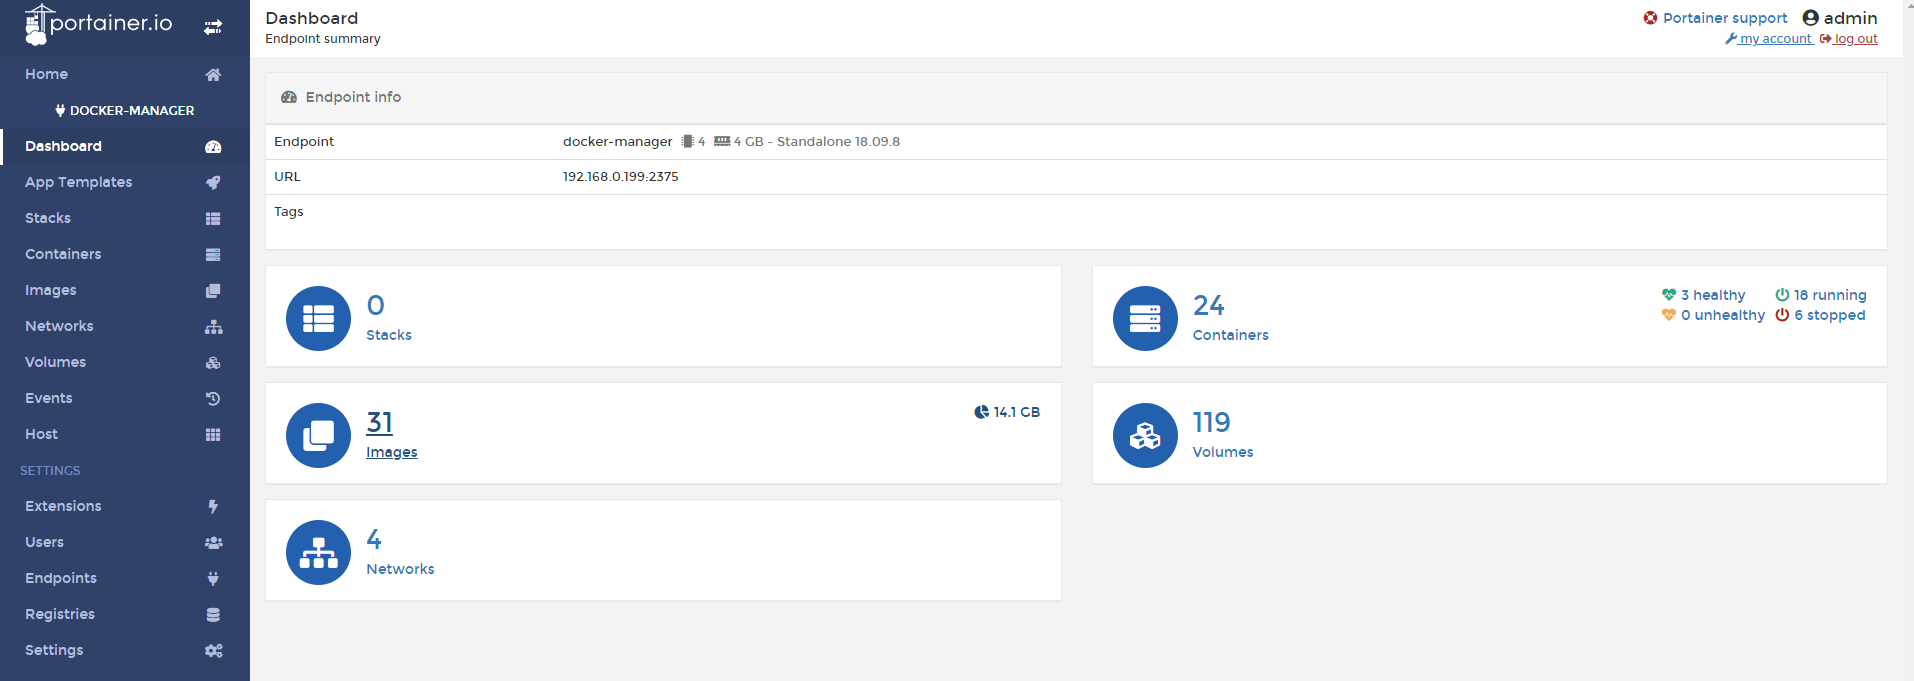 portainer.io
Home
DOCKER-MANAGER
Dashboard
App Templates
Stacks
Containers
Images
Networks
Volumes
Events
Host
SETTINGS
Extensions
Users
Endpoints
Registries
Settings
Dashboard
Endpoint summary
Portainer support admin
my account log out
Endpoint info
Endpoint docker-manager 4 4 GB - Standalone 18.09.8
URL 192.168.0.199:2375
Tags
0
Stacks
24
Containers
3 healthy 18 running
0 unhealthy 6 stopped
31
Images
14.1 GB
119
Volumes
4
Networks